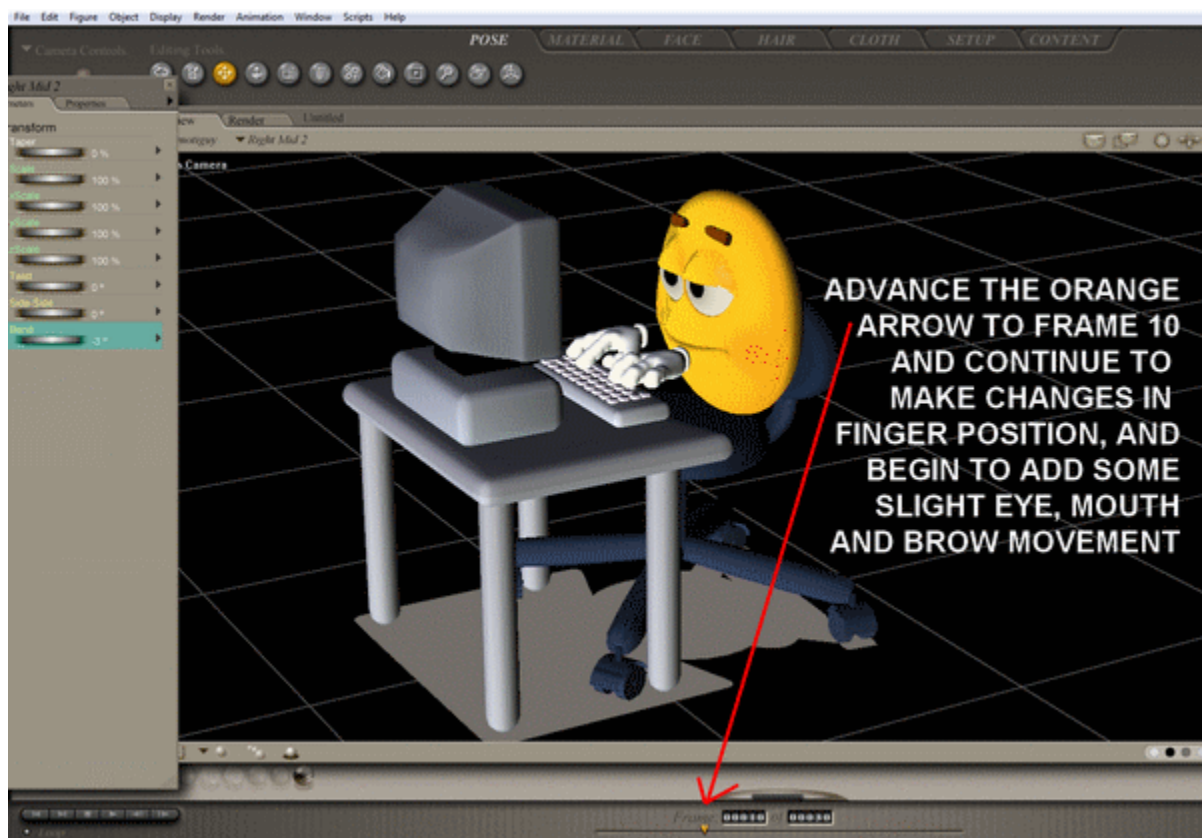 File Edit Figure Object Display Render Animation Window Scripts Help
POSE MATERIAL FACE HAIR CLOTH SETUP CONTENT
Camera Controls Editing Tools
Right Mid 2
Properties
Render Untitled
Right Mid 2
Camera
Taper
0 %
Scale
100 %
xScale
100 %
yScale
100 %
zScale
100 %
Twist
0 °
Side-Side
0 °
Bend
-3 °
ADVANCE THE ORANGE
ARROW TO FRAME 10
AND CONTINUE TO
MAKE CHANGES IN
FINGER POSITION, AND
BEGIN TO ADD SOME
SLIGHT EYE, MOUTH
AND BROW MOVEMENT
Frame 00010 of 00030